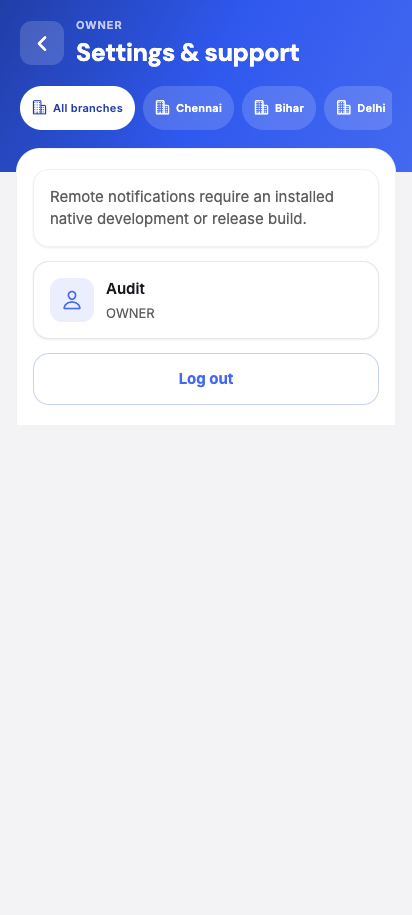 OWNER
Settings & support
All branches
Chennai
Bihar
Delhi
Remote notifications require an installed
native development or release build.
Audit
OWNER
Log out